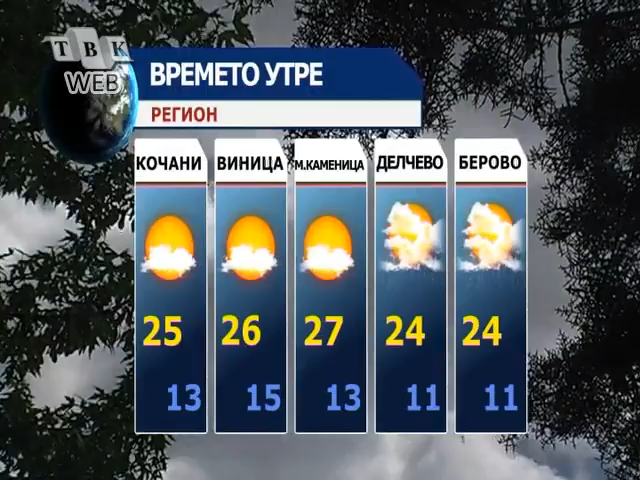 ТВК
WEB
ВРЕМЕТО УТРЕ
РЕГИОН
КОЧАНИ ВИНИЦА М.КАМЕНИЦА ДЕЛЧЕВО БЕРОВО
25 26 27 24 24
13 15 13 11 11